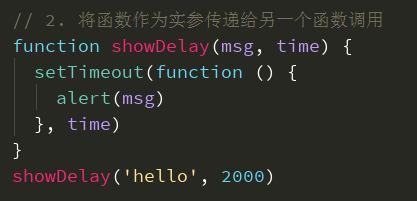 // 2. 将函数作为实参传递给另一个函数调用
function showDelay(msg, time) {
  setTimeout(function () {
    alert(msg)
  }, time)
}
showDelay('hello', 2000)